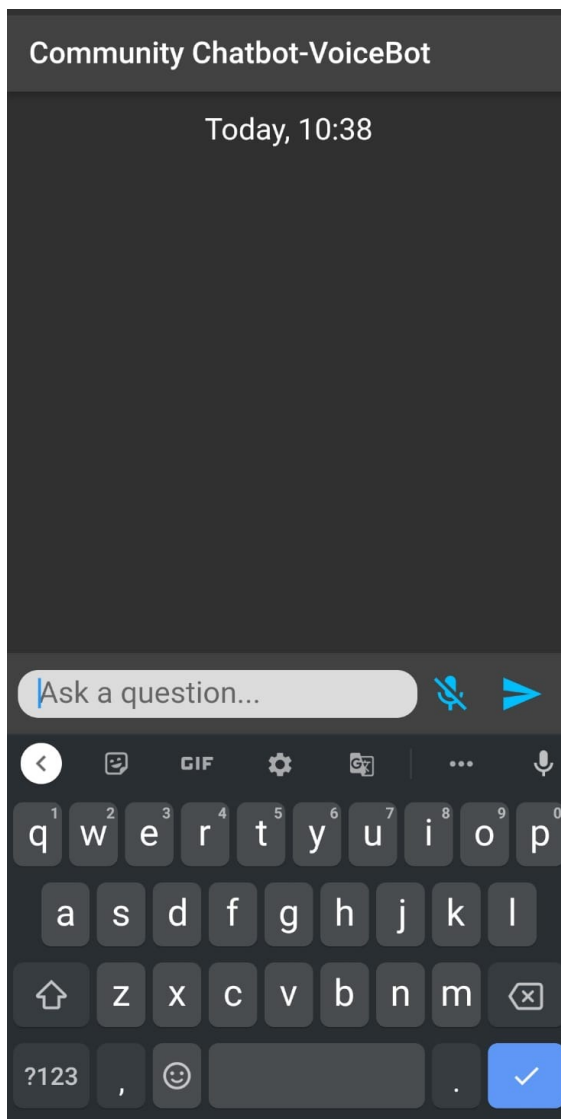 Community Chatbot-VoiceBot
Today, 10:38
Ask a question...
GIF
1 2 3 4 5 6 7 8 9 0
q w e r t y u i o p
a s d f g h j k l
z x c v b n m
?123 , .